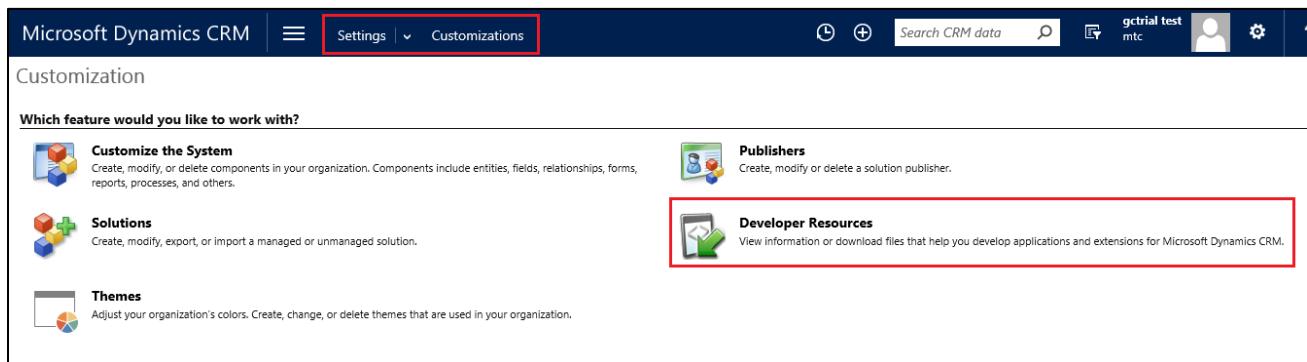 Microsoft Dynamics CRM
Settings
Customizations
Search CRM data
gctrial test
mtc
Customization
Which feature would you like to work with?
Customize the System
Create, modify, or delete components in your organization. Components include entities, fields, relationships, forms,
reports, processes, and others.
Publishers
Create, modify or delete a solution publisher.
Solutions
Create, modify, export, or import a managed or unmanaged solution.
Developer Resources
View information or download files that help you develop applications and extensions for Microsoft Dynamics CRM.
Themes
Adjust your organization's colors. Create, change, or delete themes that are used in your organization.